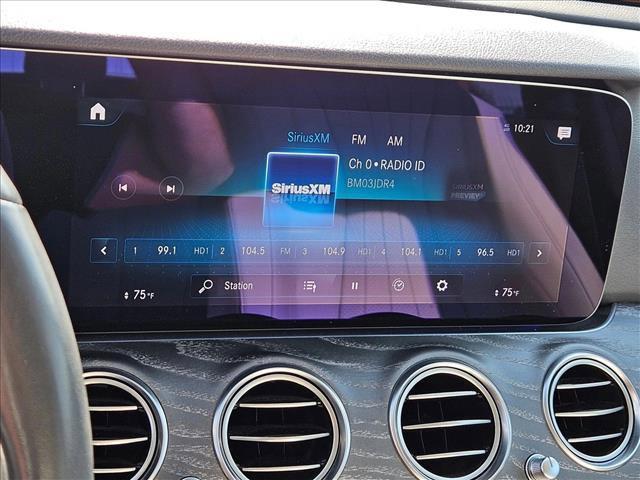 SiriusXM FM AM
10:21
Ch 0 • RADIO ID
SiriusXM
BM03JDR4
SIRIUSXM
PREVIEW
1 99.1 HD1 2 104.5 FM 3 104.9 HD1 4 104.1 HD1 5 96.5 HD1
Station
75°F
75°F